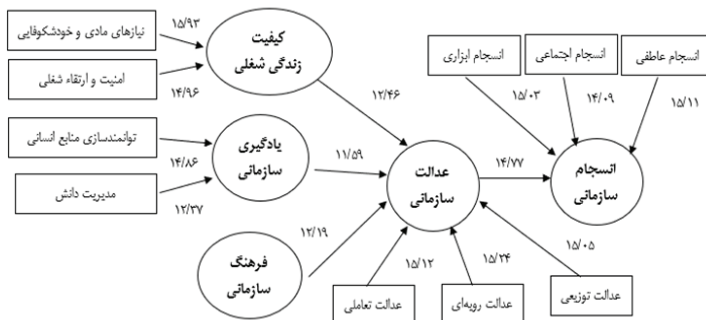 نیازهای مادی و خودشکوفایی
۱۵/۹۳
کیفیت
زندگی شغلی
امنیت و ارتقاء شغلی
۱۴/۹۶
توانمندسازی منابع انسانی
۱۴/۸۶
یادگیری
سازمانی
مدیریت دانش
۱۲/۳۷
فرهنگ
سازمانی
۱۲/۴۶
۱۱/۵۹
۱۲/۱۹
عدالت
سازمانی
۱۴/۷۷
انسجام
سازمانی
انسجام عاطفی
۱۵/۱۱
انسجام اجتماعی
۱۴/۰۹
انسجام ابزاری
۱۵/۰۳
عدالت توزیعی
۱۵/۰۵
عدالت رویه‌ای
۱۵/۲۴
عدالت تعاملی
۱۵/۱۲